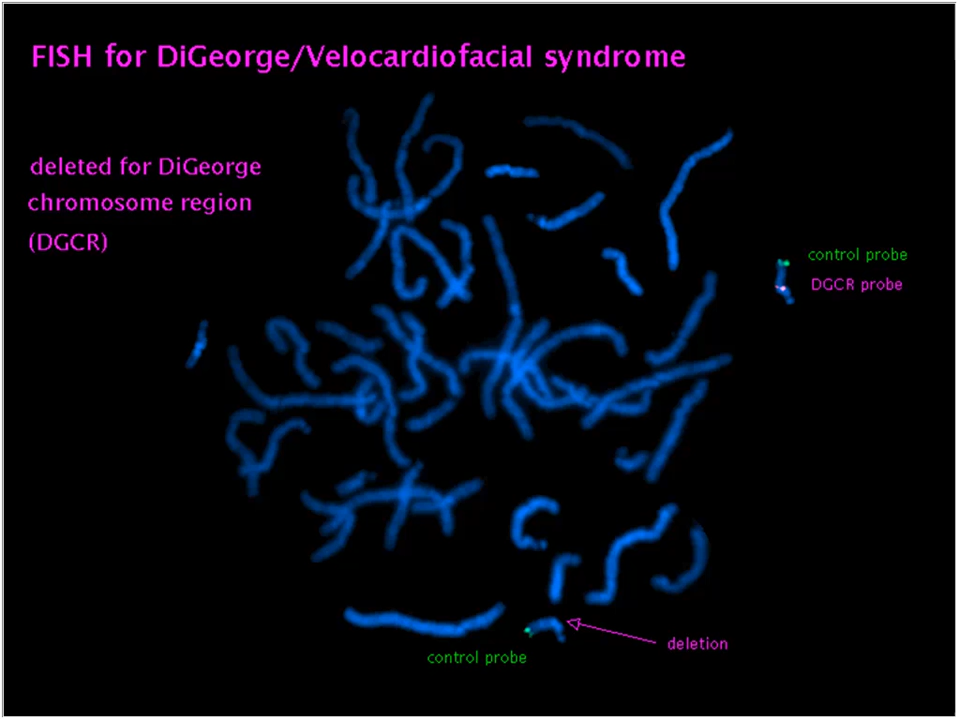 FISH for DiGeorge/Velocardiofacial syndrome
deleted for DiGeorge
chromosome region
(DGCR)
control probe
DGCR probe
deletion
control probe